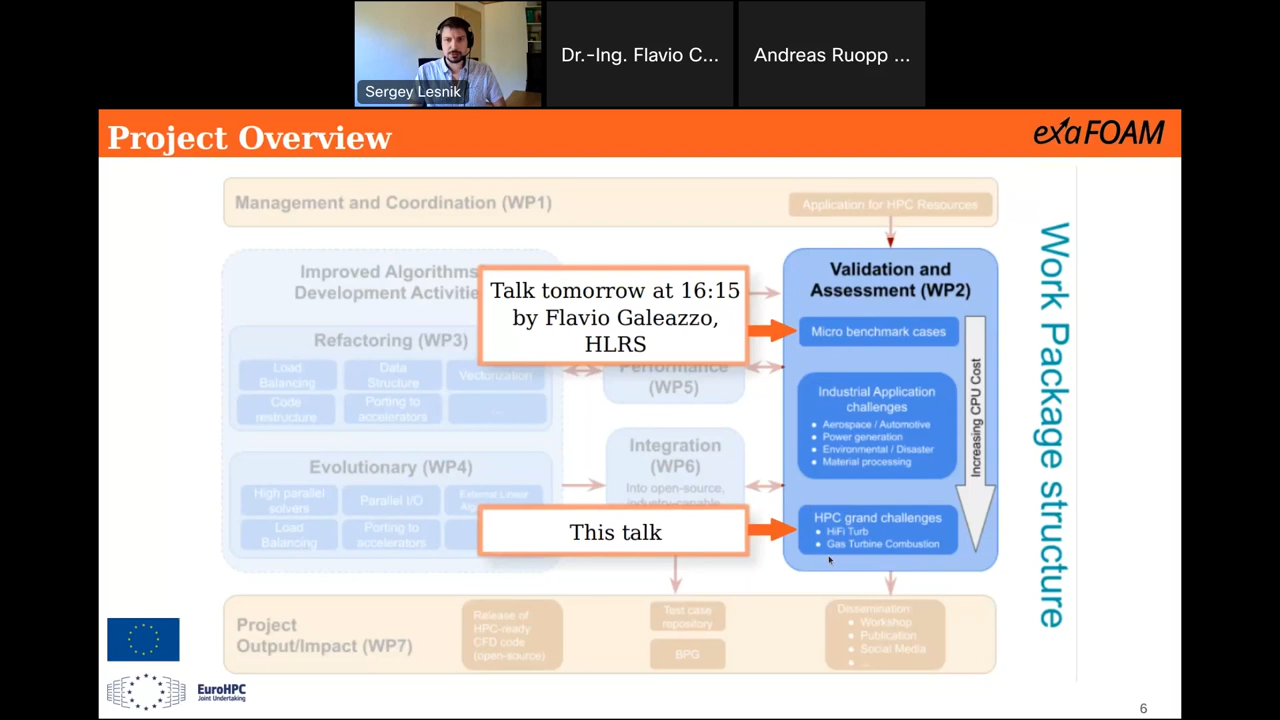 Sergey Lesnik
Dr.-Ing. Flavio C...
Andreas Ruopp ...
Project Overview
exaFOAM
Management and Coordination (WP1)
Application for HPC Resources
Improved Algorithms
Development Activitie
Refactoring (WP3)
Load
Balancing
Data
Structure
Vectorization
Code
restructure
Porting to
accelerators
...
Evolutionary (WP4)
High parallel
solvers
Parallel I/O
External Linear
Load
Balancing
Porting to
accelerators
Talk tomorrow at 16:15
by Flavio Galeazzo,
HLRS
Performance
(WP5)
Integration
(WP6)
Into open-source,
industry-capable
This talk
Validation and
Assessment (WP2)
Micro benchmark cases
Industrial Application
challenges
• Aerospace / Automotive
• Power generation
• Environmental / Disaster
• Material processing
HPC grand challenges
• HiFi Turb
• Gas Turbine Combustion
Increasing CPU Cost
Work Package structure
Project
Output/Impact (WP7)
Release of
HPC-ready
CFD code
(open-source)
Test case
repository
BPG
Dissemination:
• Workshop
• Publication
• Social Media
• ...
EuroHPC
Joint Undertaking
6